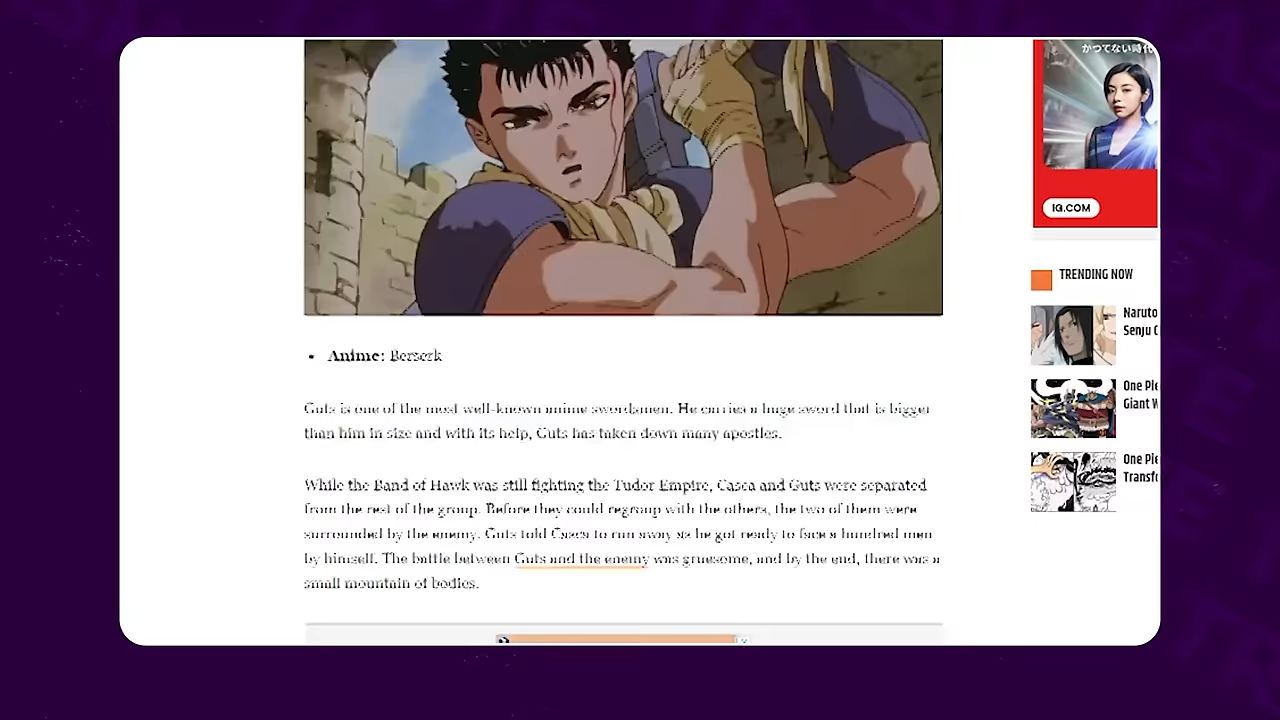 Anime: Berserk
Guts is one of the most well-known anime swordsmen. He carries a huge sword that is bigger
than him in size and with its help, Guts has taken down many apostles.
While the Band of Hawk was still fighting the Tudor Empire, Casca and Guts were separated
from the rest of the group. Before they could regroup with the others, the two of them were
surrounded by the enemy. Guts told Casca to run away as he got ready to face a hundred men
by himself. The battle between Guts and the enemy was gruesome, and by the end, there was a
small mountain of bodies.
かつてない時代
IG.COM
TRENDING NOW
Naruto
Senju
One Pie
Giant W
One Pie
Transfo